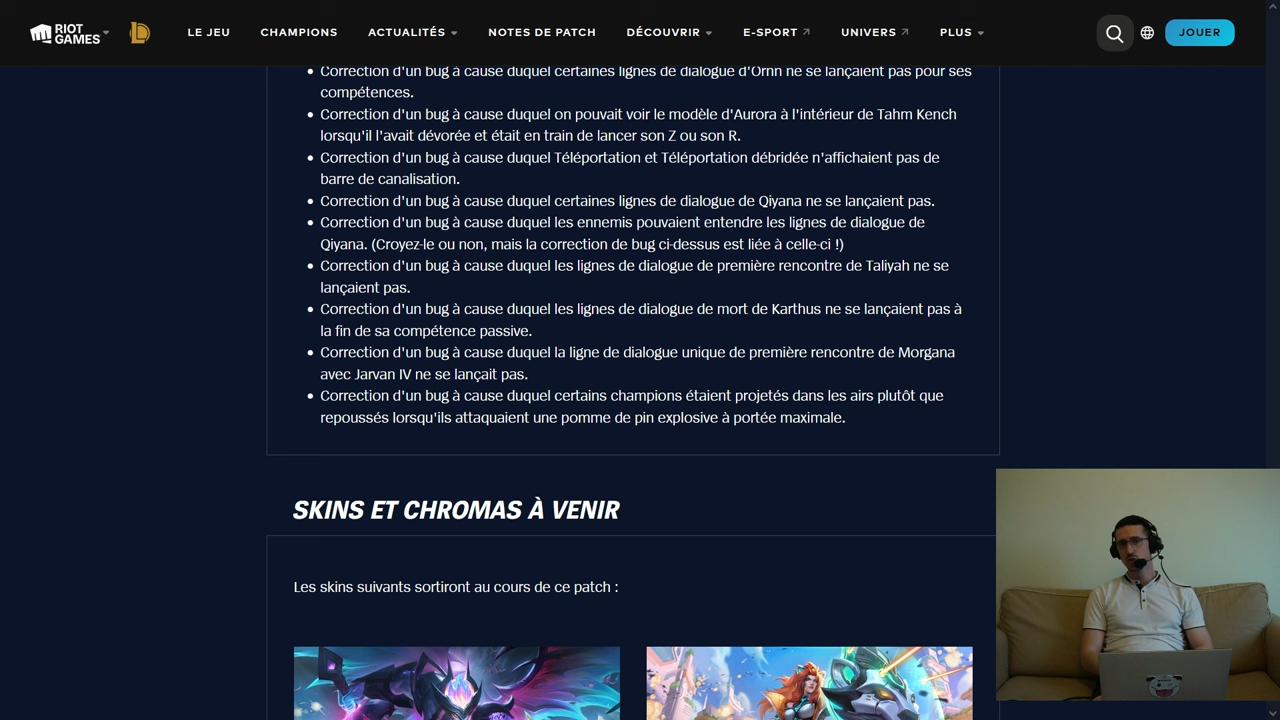 RIOT GAMES
LE JEU CHAMPIONS ACTUALITÉS NOTES DE PATCH DÉCOUVRIR E-SPORT UNIVERS PLUS JOUER
Correction d'un bug à cause duquel certaines lignes de dialogue d'Ornn ne se lançaient pas pour ses
compétences.
Correction d'un bug à cause duquel on pouvait voir le modèle d'Aurora à l'intérieur de Tahm Kench
lorsqu'il l'avait dévorée et était en train de lancer son Z ou son R.
Correction d'un bug à cause duquel Téléportation et Téléportation débridée n'affichaient pas de
barre de canalisation.
Correction d'un bug à cause duquel certaines lignes de dialogue de Qiyana ne se lançaient pas.
Correction d'un bug à cause duquel les ennemis pouvaient entendre les lignes de dialogue de
Qiyana. (Croyez-le ou non, mais la correction de bug ci-dessus est liée à celle-ci !)
Correction d'un bug à cause duquel les lignes de dialogue de première rencontre de Taliyah ne se
lançaient pas.
Correction d'un bug à cause duquel les lignes de dialogue de mort de Karthus ne se lançaient pas à
la fin de sa compétence passive.
Correction d'un bug à cause duquel la ligne de dialogue unique de première rencontre de Morgana
avec Jarvan IV ne se lançait pas.
Correction d'un bug à cause duquel certains champions étaient projetés dans les airs plutôt que
repoussés lorsqu'ils attaquaient une pomme de pin explosive à portée maximale.
SKINS ET CHROMAS À VENIR
Les skins suivants sortiront au cours de ce patch :